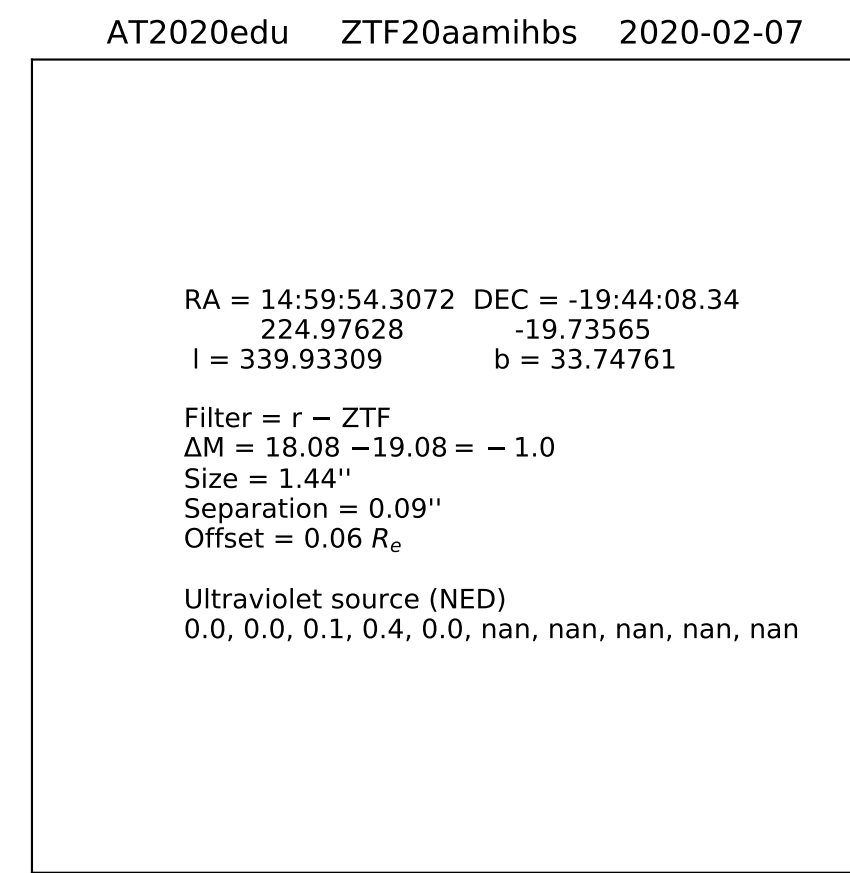 AT2020edu ZTF20aamihbs 2020-02-07
RA = 14:59:54.3072 DEC = -19:44:08.34
224.97628 -19.73565
l = 339.93309 b = 33.74761
Filter = r − ZTF
ΔM = 18.08 −19.08 = − 1.0
Size = 1.44''
Separation = 0.09''
Offset = 0.06 Re
Ultraviolet source (NED)
0.0, 0.0, 0.1, 0.4, 0.0, nan, nan, nan, nan, nan